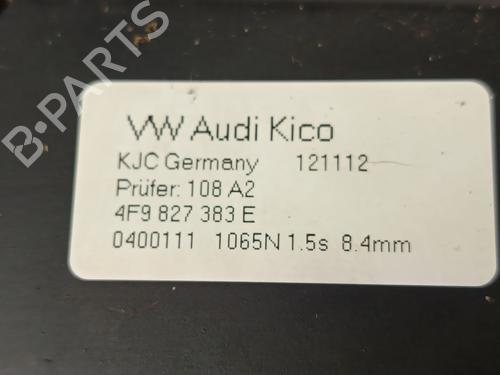 B-PARTS
VW Audi Kico
KJC Germany 121112
Prüfer: 108 A2
4F9 827 383 E
0400111 1065N 1.5s 8.4mm
B-PARTS